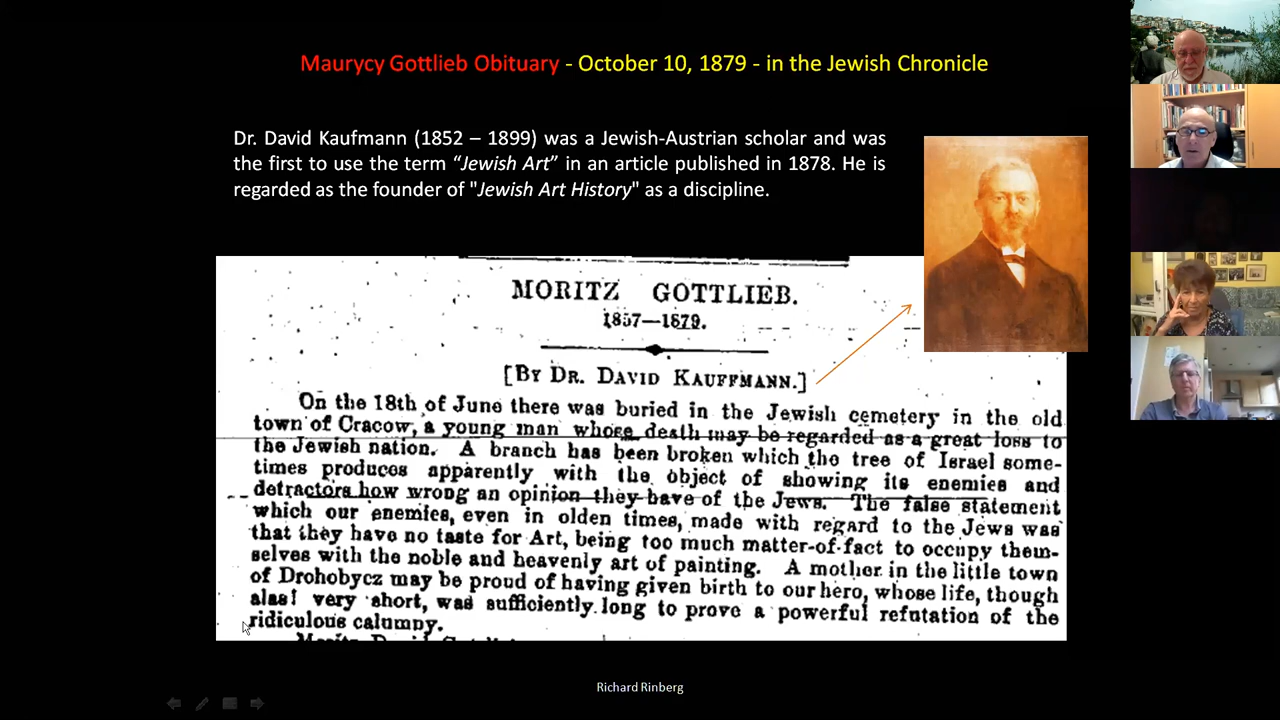 Maurycy Gottlieb Obituary - October 10, 1879 - in the Jewish Chronicle
Dr. David Kaufmann (1852 – 1899) was a Jewish-Austrian scholar and was
the first to use the term “Jewish Art” in an article published in 1878. He is
regarded as the founder of "Jewish Art History" as a discipline.
MORITZ GOTTLIEB.
1857—1879.
[BY DR. DAVID KAUFFMANN.]
On the 18th of June there was buried in the Jewish cemetery in the old
town of Cracow, a young man whose death may be regarded as a great loss to
the Jewish nation. A branch has been broken which the tree of Israel some-
times produces apparently with the object of showing its enemies and
detractors how wrong an opinion they have of the Jews. The false statement
which our enemies, even in olden times, made with regard to the Jews was
that they have no taste for Art, being too much matter-of-fact to occupy them-
selves with the noble and heavenly art of painting. A mother in the little town
of Drohobycz may be proud of having given birth to our hero, whose life, though
alas! very short, was sufficiently long to prove a powerful refutation of the
ridiculous calumny.
Richard Rinberg